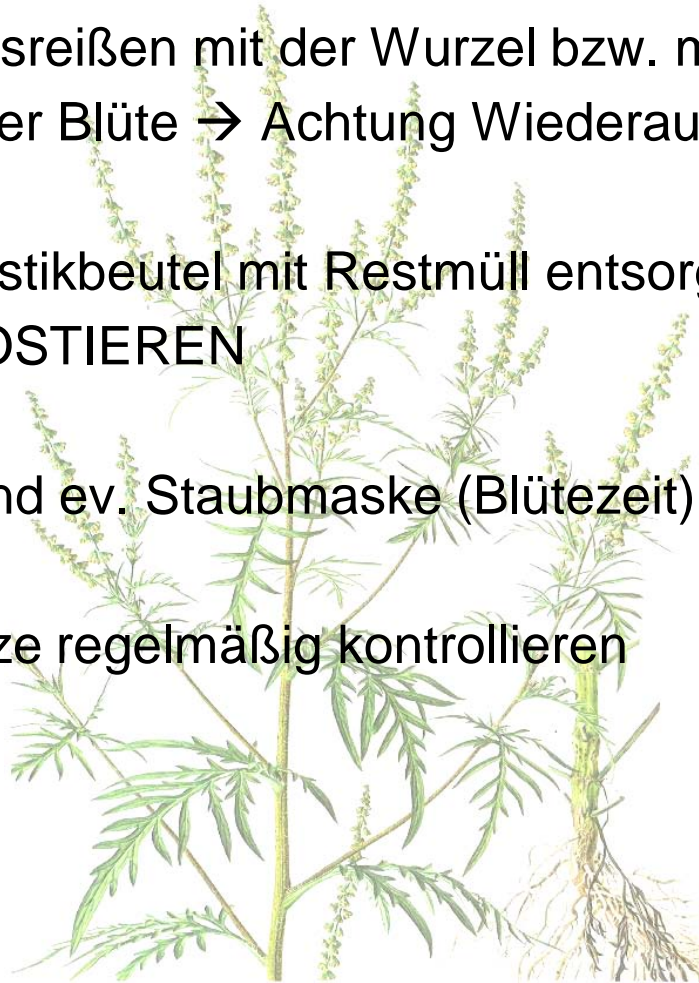 sreißen mit der Wurzel bzw. n
er Blüte → Achtung Wiederau
stikbeutel mit Restmüll entsorg
OSTIEREN
nd ev. Staubmaske (Blütezeit)
ze regelmäßig kontrollieren